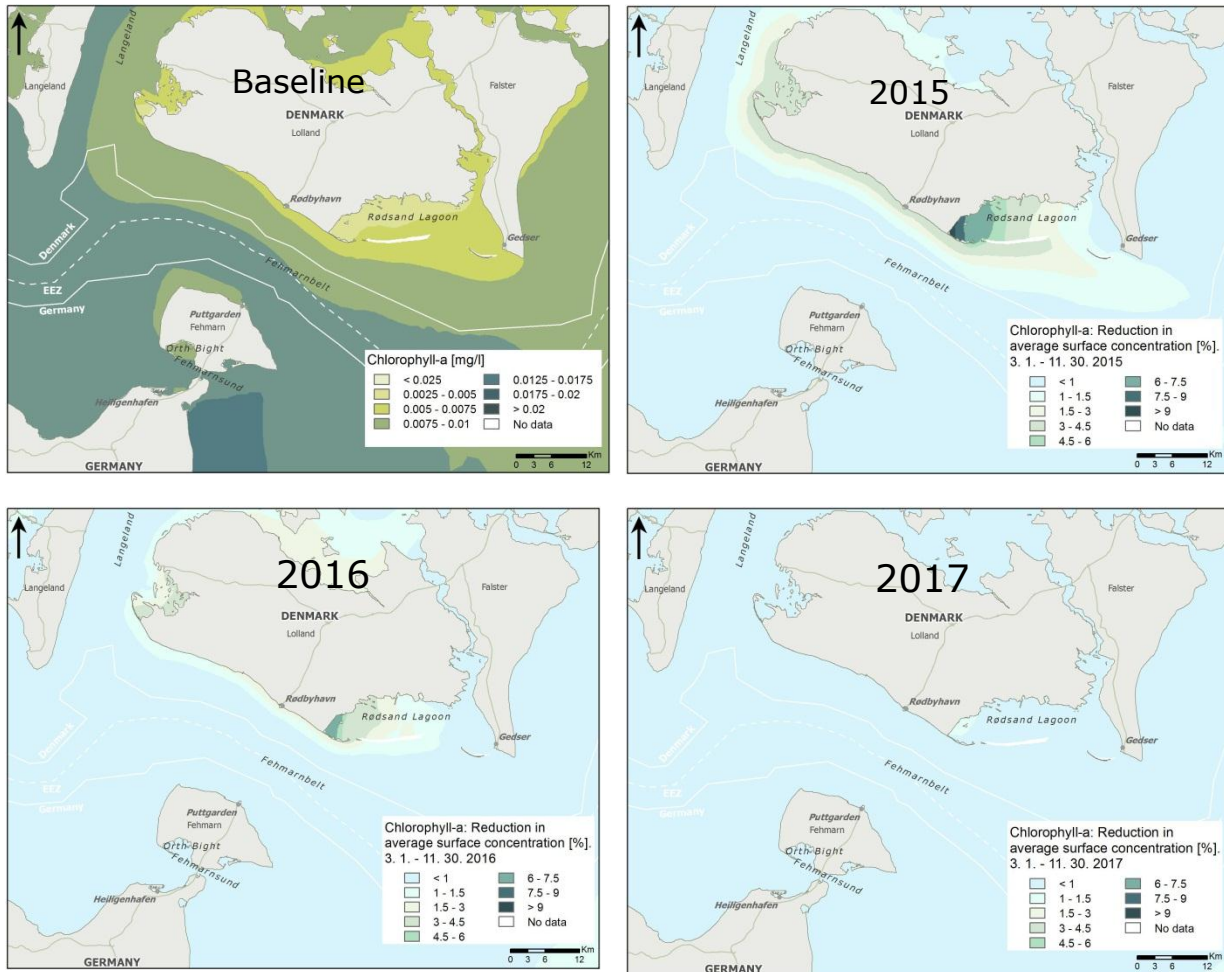 Baseline
Langeland
Langeland
Falster
DENMARK
Lolland
Rødbyhavn
Rødsand Lagoon
Gedser
Denmark
Fehmarnbelt
EEZ
Germany
Puttgarden
Fehmarn
Orth Bight
Fehmarnsund
Heiligenhafen
GERMANY
Chlorophyll-a [mg/l]
< 0.025
0.0025 - 0.005
0.005 - 0.0075
0.0075 - 0.01
0.0125 - 0.0175
0.0175 - 0.02
> 0.02
No data
Km
0 3 6 12
2015
Langeland
Langeland
Falster
DENMARK
Lolland
Rødbyhavn
Rødsand Lagoon
Gedser
Denmark
Fehmarnbelt
EEZ
Germany
Puttgarden
Fehmarn
Orth Bight
Fehmarnsund
Heiligenhafen
GERMANY
Chlorophyll-a: Reduction in
average surface concentration [%].
3. 1. - 11. 30. 2015
< 1
1 - 1.5
1.5 - 3
3 - 4.5
4.5 - 6
6 - 7.5
7.5 - 9
> 9
No data
Km
0 3 6 12
2016
Langeland
Langeland
Falster
DENMARK
Lolland
Rødbyhavn
Rødsand Lagoon
Gedser
Denmark
Fehmarnbelt
EEZ
Germany
Puttgarden
Fehmarn
Orth Bight
Fehmarnsund
Heiligenhafen
GERMANY
Chlorophyll-a: Reduction in
average surface concentration [%].
3. 1. - 11. 30. 2016
< 1
1 - 1.5
1.5 - 3
3 - 4.5
4.5 - 6
6 - 7.5
7.5 - 9
> 9
No data
Km
0 3 6 12
2017
Langeland
Langeland
Falster
DENMARK
Lolland
Rødbyhavn
Rødsand Lagoon
Gedser
Denmark
Fehmarnbelt
EEZ
Germany
Puttgarden
Fehmarn
Orth Bight
Fehmarnsund
Heiligenhafen
GERMANY
Chlorophyll-a: Reduction in
average surface concentration [%].
3. 1. - 11. 30. 2017
< 1
1 - 1.5
1.5 - 3
3 - 4.5
4.5 - 6
6 - 7.5
7.5 - 9
> 9
No data
Km
0 3 6 12